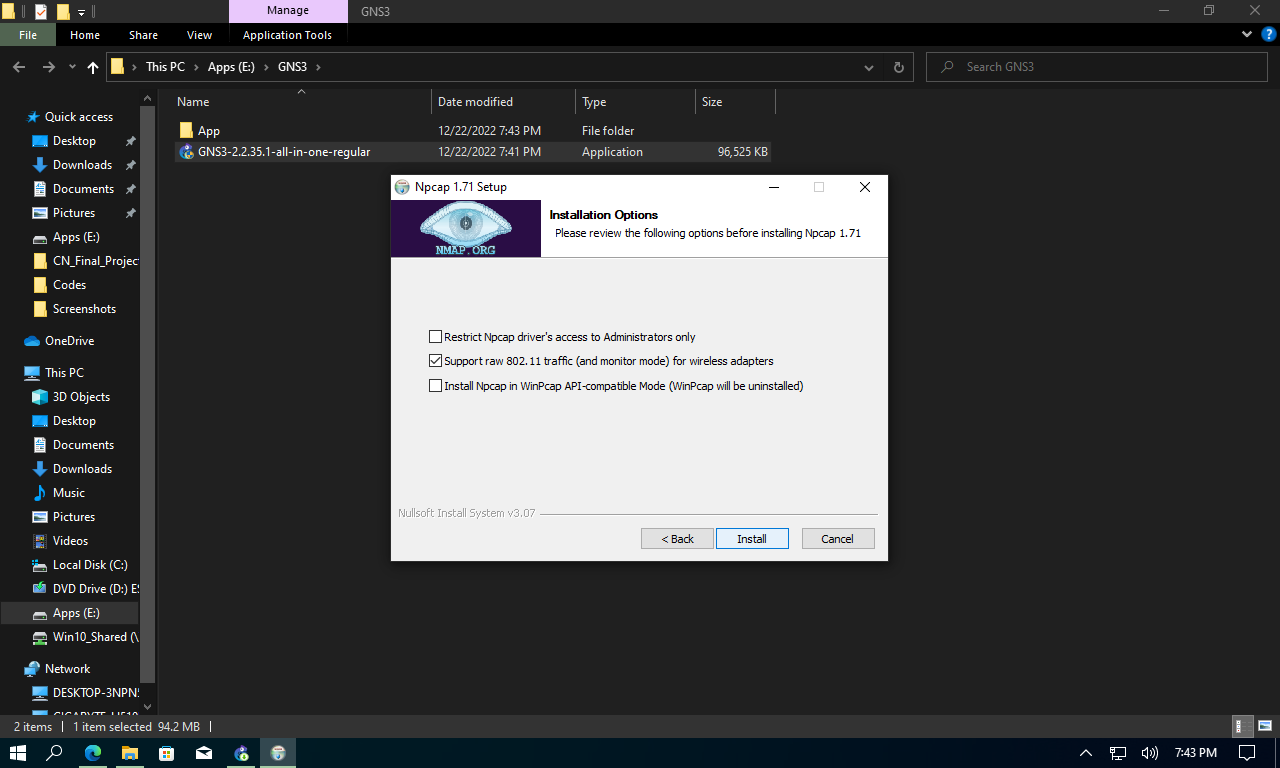 Manage
GNS3
File
Home
Share
View
Application Tools
This PC
Apps (E:)
GNS3
Search GNS3
Name
Date modified
Type
Size
App
12/22/2022 7:43 PM
File folder
GNS3-2.2.35.1-all-in-one-regular
12/22/2022 7:41 PM
Application
96,525 KB
Quick access
Desktop
Downloads
Documents
Pictures
Apps (E:)
CN_Final_Projec
Codes
Screenshots
OneDrive
This PC
3D Objects
Desktop
Documents
Downloads
Music
Pictures
Videos
Local Disk (C:)
DVD Drive (D:) ES
Apps (E:)
Win10_Shared (\
Network
DESKTOP-3NPN5
Npcap 1.71 Setup
NMAP.ORG
Installation Options
Please review the following options before installing Npcap 1.71
Restrict Npcap driver's access to Administrators only
Support raw 802.11 traffic (and monitor mode) for wireless adapters
Install Npcap in WinPcap API-compatible Mode (WinPcap will be uninstalled)
Nullsoft Install System v3.07
< Back
Install
Cancel
2 items
1 item selected 94.2 MB
7:43 PM